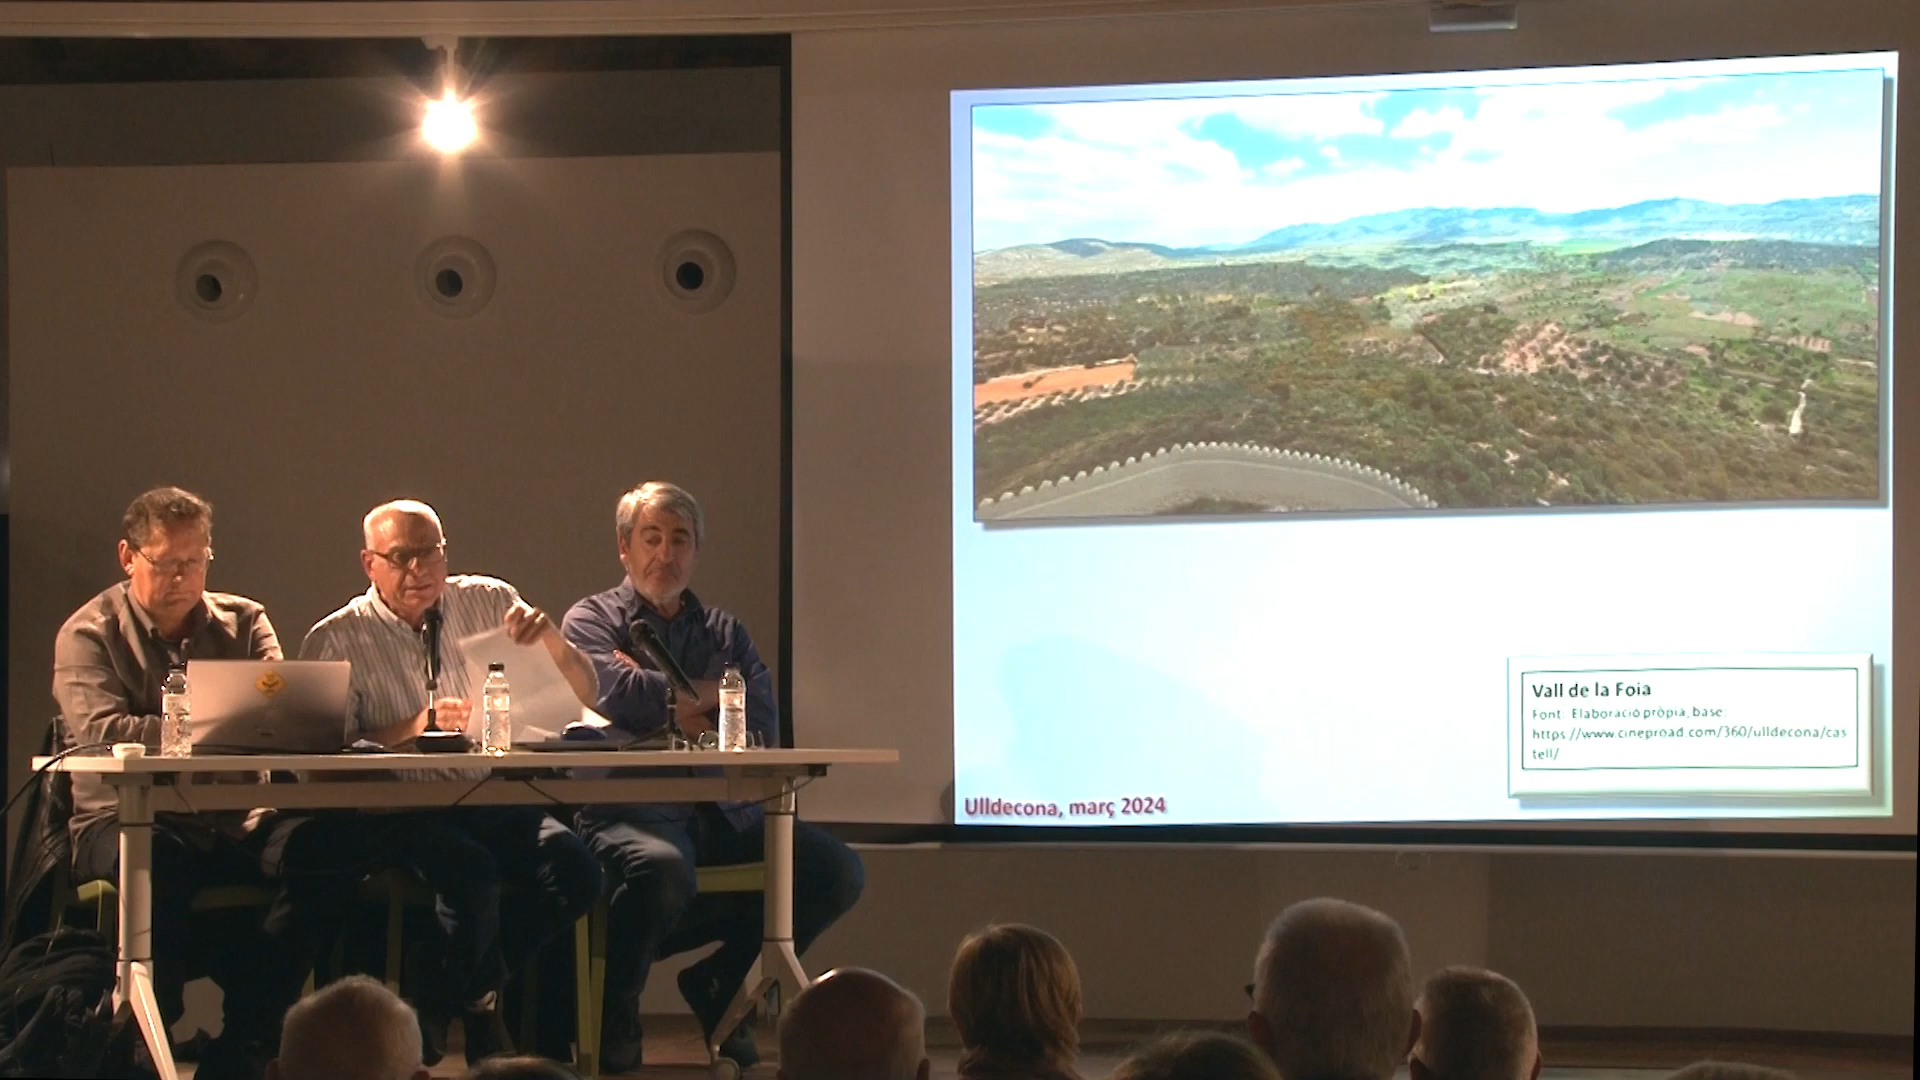 Vall de la Foia
Font: Elaboració pròpia, base:
https://www.cineproad.com/360/ulldecona/cas
tell/
Ulldecona, març 2024